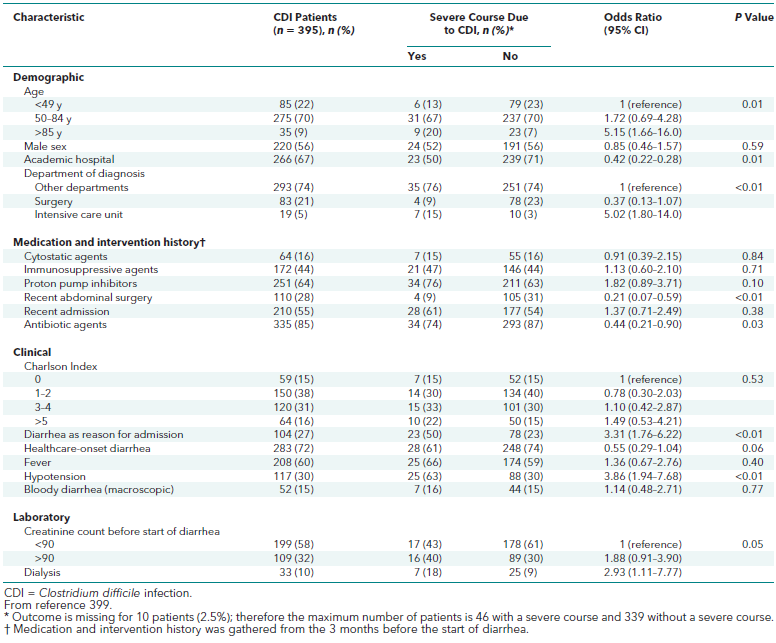 Characteristic CDI Patients (n = 395), n (%) Severe Course Due to CDI, n (%)* Odds Ratio (95% CI) P Value
Yes No
Demographic
Age
<49 y 85 (22) 6 (13) 79 (23) 1 (reference) 0.01
50-84 y 275 (70) 31 (67) 237 (70) 1.72 (0.69-4.28)
>85 y 35 (9) 9 (20) 23 (7) 5.15 (1.66-16.0)
Male sex 220 (56) 24 (52) 191 (56) 0.85 (0.46-1.57) 0.59
Academic hospital 266 (67) 23 (50) 239 (71) 0.42 (0.22-0.28) 0.01
Department of diagnosis
Other departments 293 (74) 35 (76) 251 (74) 1 (reference) <0.01
Surgery 83 (21) 4 (9) 78 (23) 0.37 (0.13-1.07)
Intensive care unit 19 (5) 7 (15) 10 (3) 5.02 (1.80-14.0)
Medication and intervention history†
Cytostatic agents 64 (16) 7 (15) 55 (16) 0.91 (0.39-2.15) 0.84
Immunosuppressive agents 172 (44) 21 (47) 146 (44) 1.13 (0.60-2.10) 0.71
Proton pump inhibitors 251 (64) 34 (76) 211 (63) 1.82 (0.89-3.71) 0.10
Recent abdominal surgery 110 (28) 4 (9) 105 (31) 0.21 (0.07-0.59) <0.01
Recent admission 210 (55) 28 (61) 177 (54) 1.37 (0.71-2.49) 0.38
Antibiotic agents 335 (85) 34 (74) 293 (87) 0.44 (0.21-0.90) 0.03
Clinical
Charlson Index
0 59 (15) 7 (15) 52 (15) 1 (reference) 0.53
1-2 150 (38) 14 (30) 134 (40) 0.78 (0.30-2.03)
3-4 120 (31) 15 (33) 101 (30) 1.10 (0.42-2.87)
>5 64 (16) 10 (22) 50 (15) 1.49 (0.53-4.21)
Diarrhea as reason for admission 104 (27) 23 (50) 78 (23) 3.31 (1.76-6.22) <0.01
Healthcare-onset diarrhea 283 (72) 28 (61) 248 (74) 0.55 (0.29-1.04) 0.06
Fever 208 (60) 25 (66) 174 (59) 1.36 (0.67-2.76) 0.40
Hypotension 117 (30) 25 (63) 88 (30) 3.86 (1.94-7.68) <0.01
Bloody diarrhea (macroscopic) 52 (15) 7 (16) 44 (15) 1.14 (0.48-2.71) 0.77
Laboratory
Creatinine count before start of diarrhea
<90 199 (58) 17 (43) 178 (61) 1 (reference) 0.05
>90 109 (32) 16 (40) 89 (30) 1.88 (0.91-3.90)
Dialysis 33 (10) 7 (18) 25 (9) 2.93 (1.11-7.77)
CDI = Clostridium difficile infection.
From reference 399.
* Outcome is missing for 10 patients (2.5%); therefore the maximum number of patients is 46 with a severe course and 339 without a severe course.
† Medication and intervention history was gathered from the 3 months before the start of diarrhea.